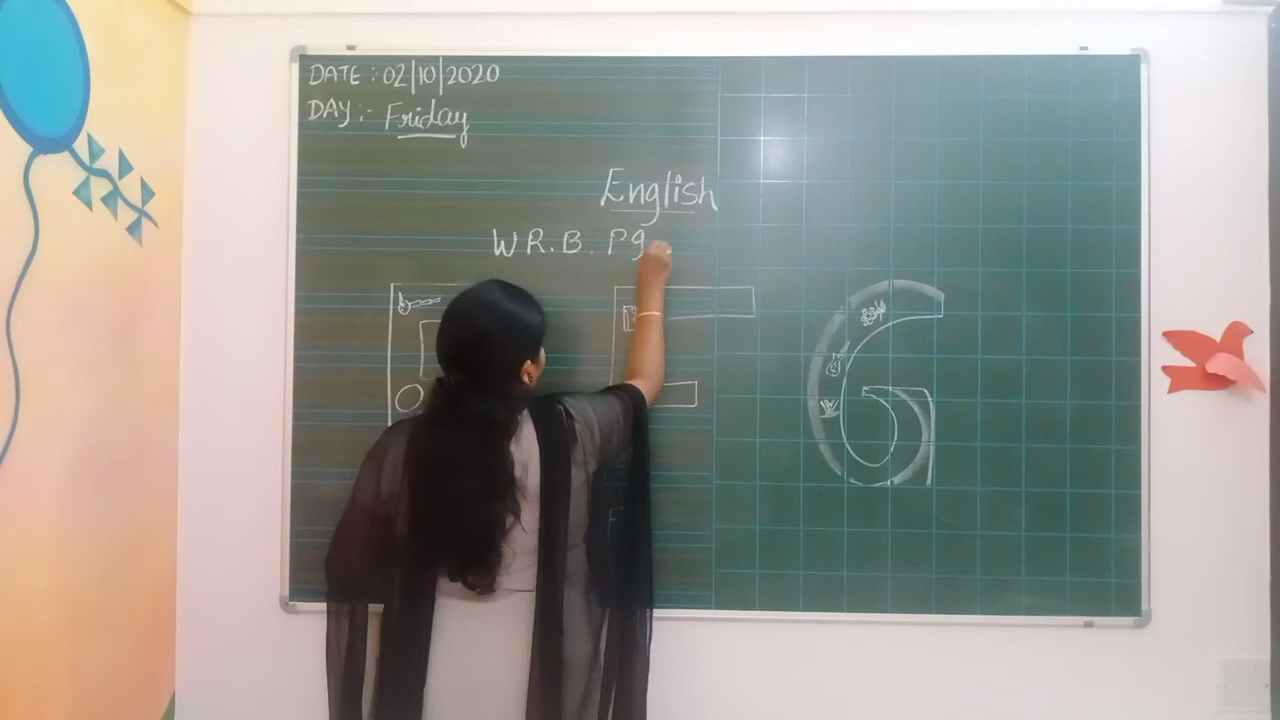 DATE :- 02/10/2020
DAY :- Friday
English
W R.B. Pg
G